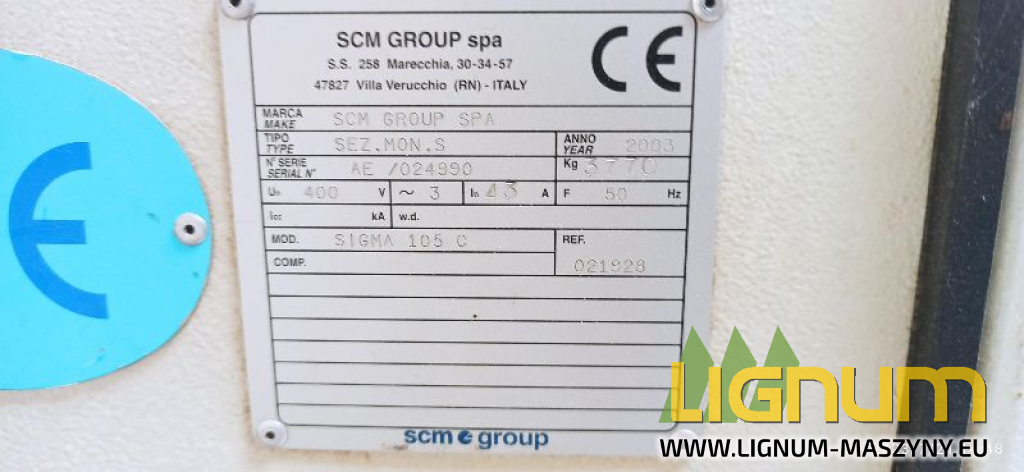 SCM GROUP spa
S.S. 258 Marecchia, 30-34-57
47827 Villa Verucchio (RN) - ITALY
CE
MARCA
MAKE SCM GROUP SPA
TIPO
TYPE SEZ.MON.S ANNO
YEAR 2003
N° SERIE
SERIAL N° AE /024990 Kg 3770
Un 400 V ~ 3 In 43 A F 50 Hz
Icc kA w.d.
MOD. SIGMA 105 C REF.
COMP. 021928
scm group
LIGNUM
WWW.LIGNUM-MASZYNY.EU